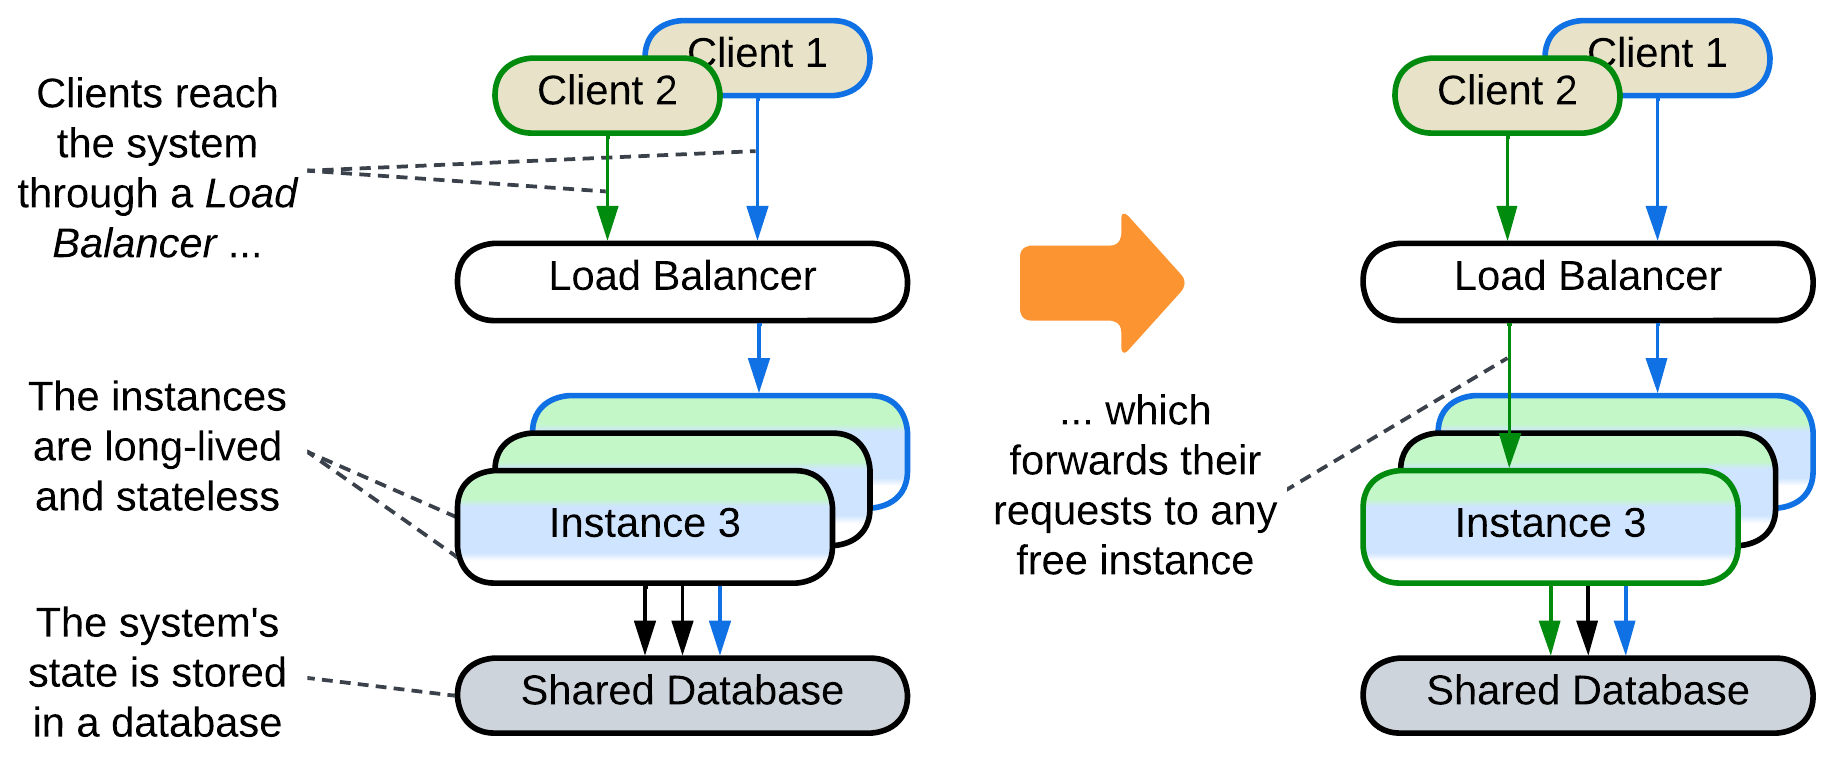 Client 1
Client 2
Clients reach
the system
through a Load
Balancer ...
Load Balancer
The instances
are long-lived
and stateless
Instance 3
The system's
state is stored
in a database
Shared Database
... which
forwards their
requests to any
free instance
Client 1
Client 2
Load Balancer
Instance 3
Shared Database